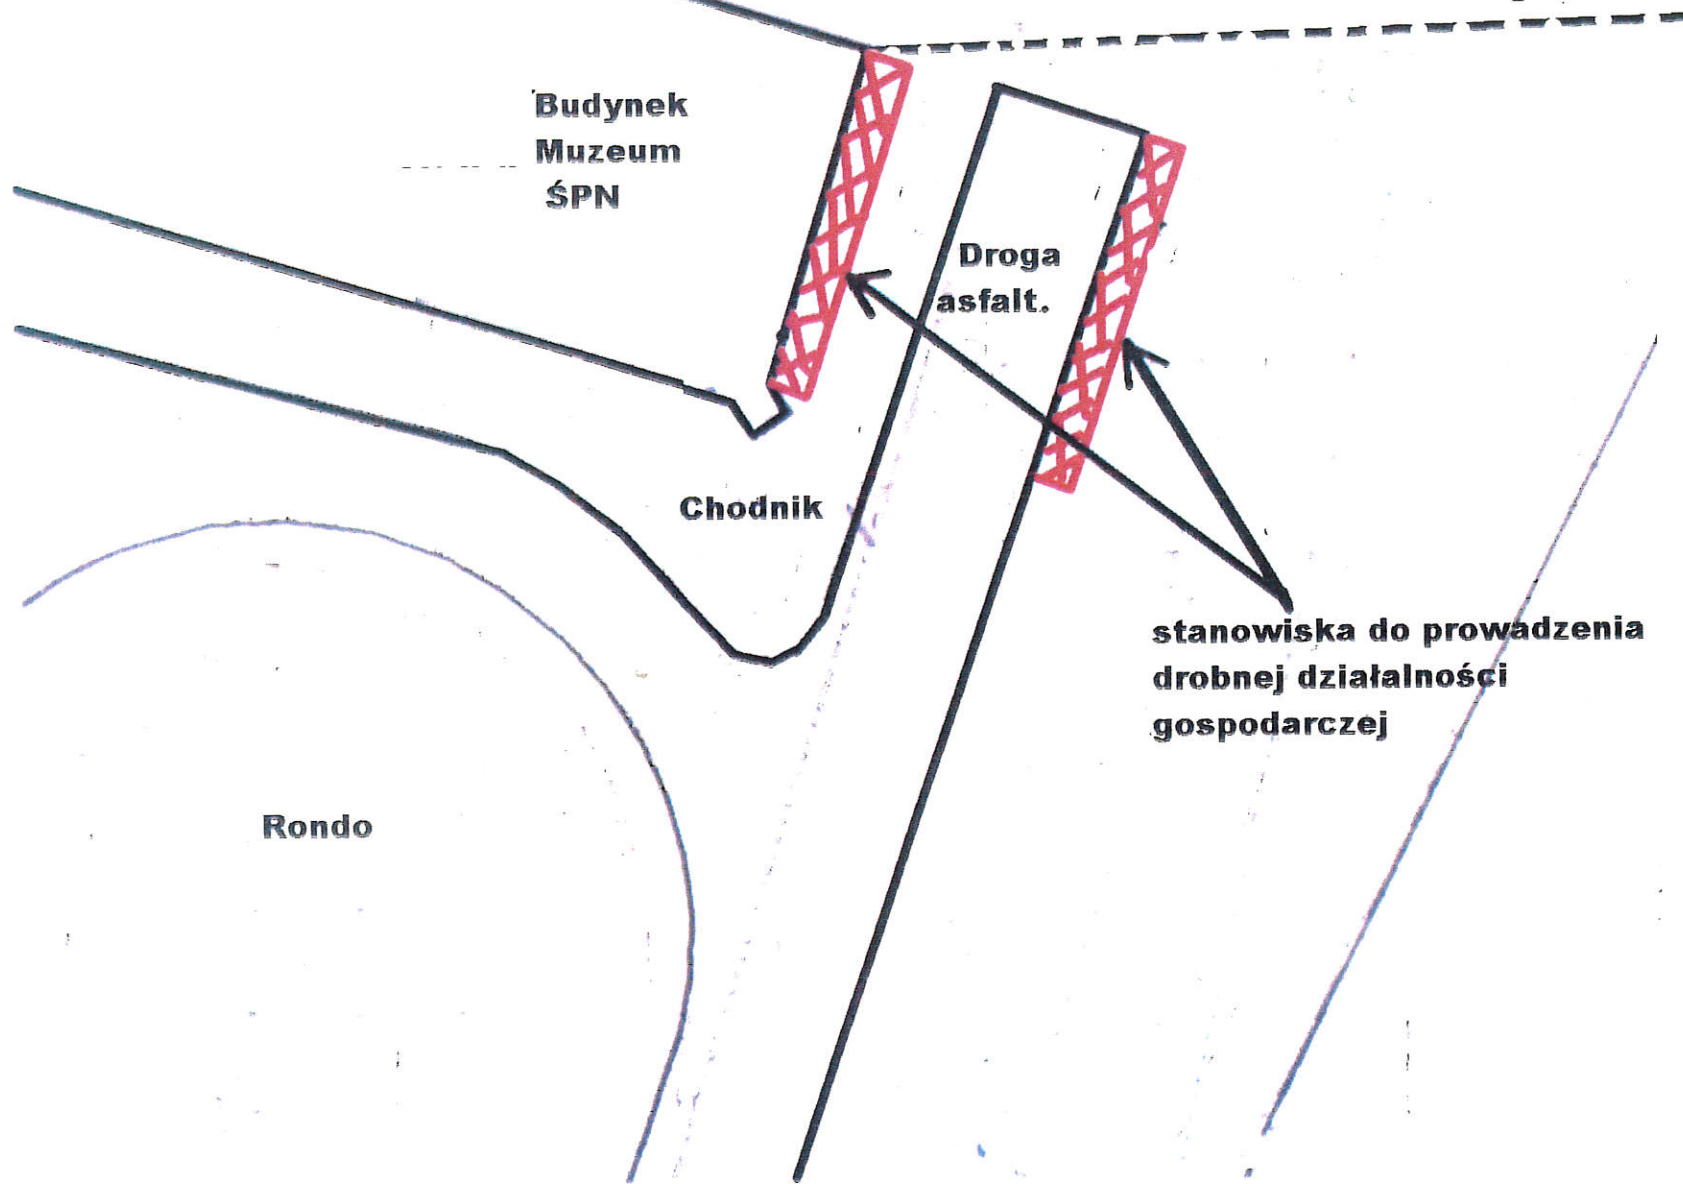 Budynek
Muzeum
ŚPN
Droga
asfalt.
Chodnik
stanowiska do prowadzenia
drobnej działalności
gospodarczej
Rondo